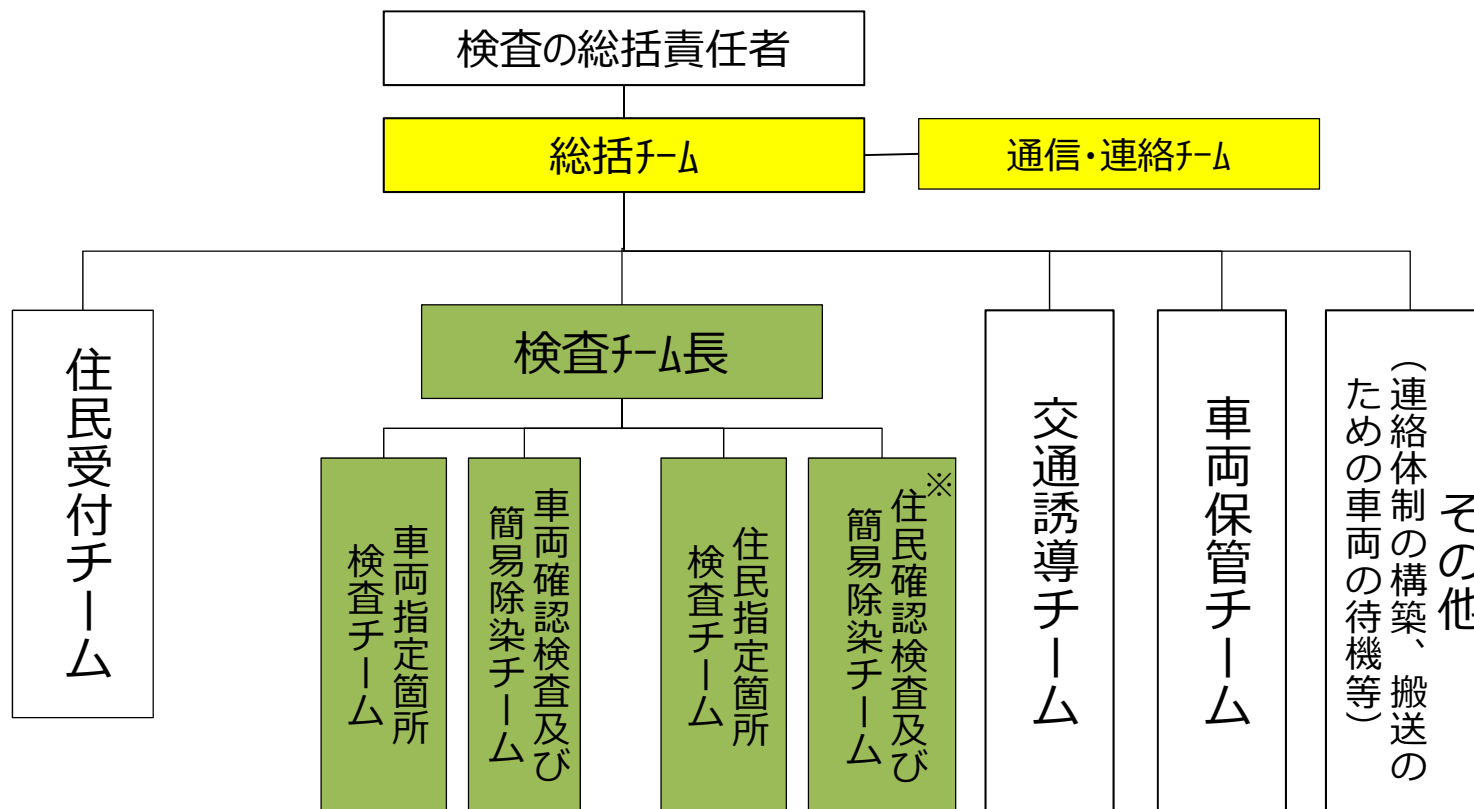 検査の総括責任者
総括ﾁｰﾑ
通信・連絡ﾁｰﾑ
住民受付チーム
検査ﾁｰﾑ長
車両指定箇所
検査チーム
車両確認検査及び
簡易除染チーム
住民指定箇所
検査チーム
※
住民確認検査及び
簡易除染チーム
交通誘導チーム
車両保管チーム
その他
（連絡体制の構築、搬送の
ための車両の待機等）